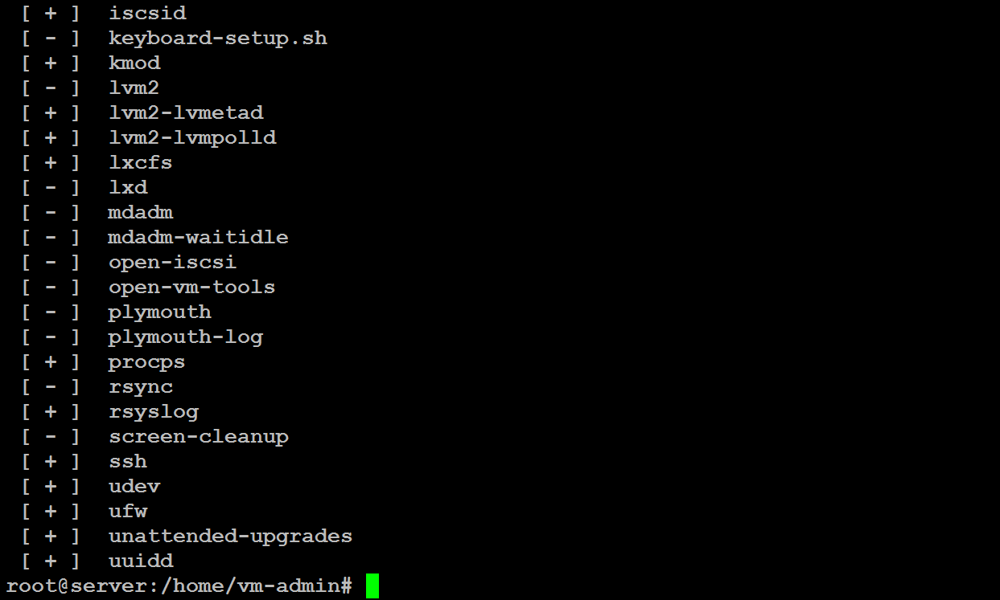 [ + ]  iscsid
[ - ]  keyboard-setup.sh
[ + ]  kmod
[ - ]  lvm2
[ + ]  lvm2-lvmetad
[ + ]  lvm2-lvmpolld
[ + ]  lxcfs
[ - ]  lxd
[ - ]  mdadm
[ - ]  mdadm-waitidle
[ - ]  open-iscsi
[ - ]  open-vm-tools
[ - ]  plymouth
[ - ]  plymouth-log
[ + ]  procps
[ - ]  rsync
[ + ]  rsyslog
[ - ]  screen-cleanup
[ + ]  ssh
[ + ]  udev
[ + ]  ufw
[ + ]  unattended-upgrades
[ + ]  uuidd
root@server:/home/vm-admin#